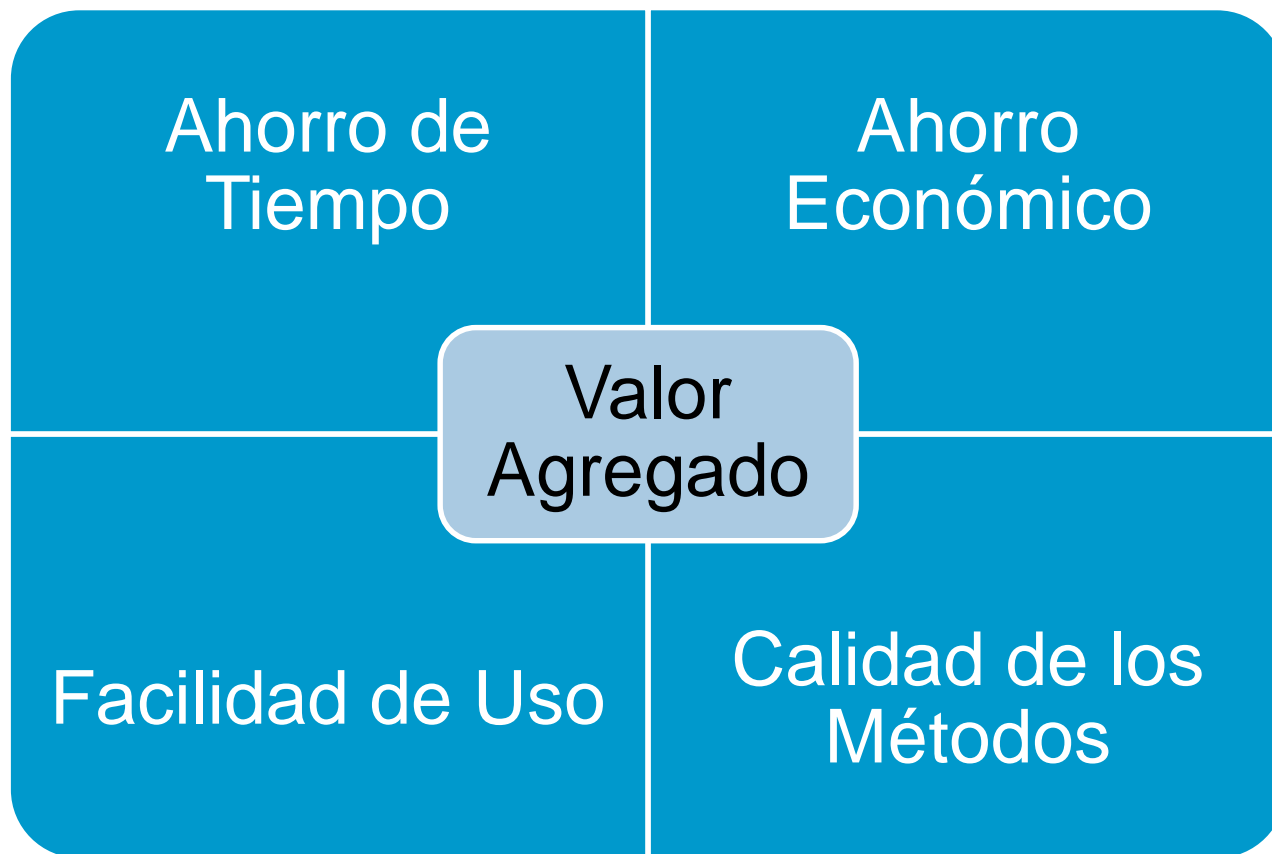 Ahorro de
Tiempo
Ahorro
Económico
Valor
Agregado
Facilidad de Uso
Calidad de los
Métodos